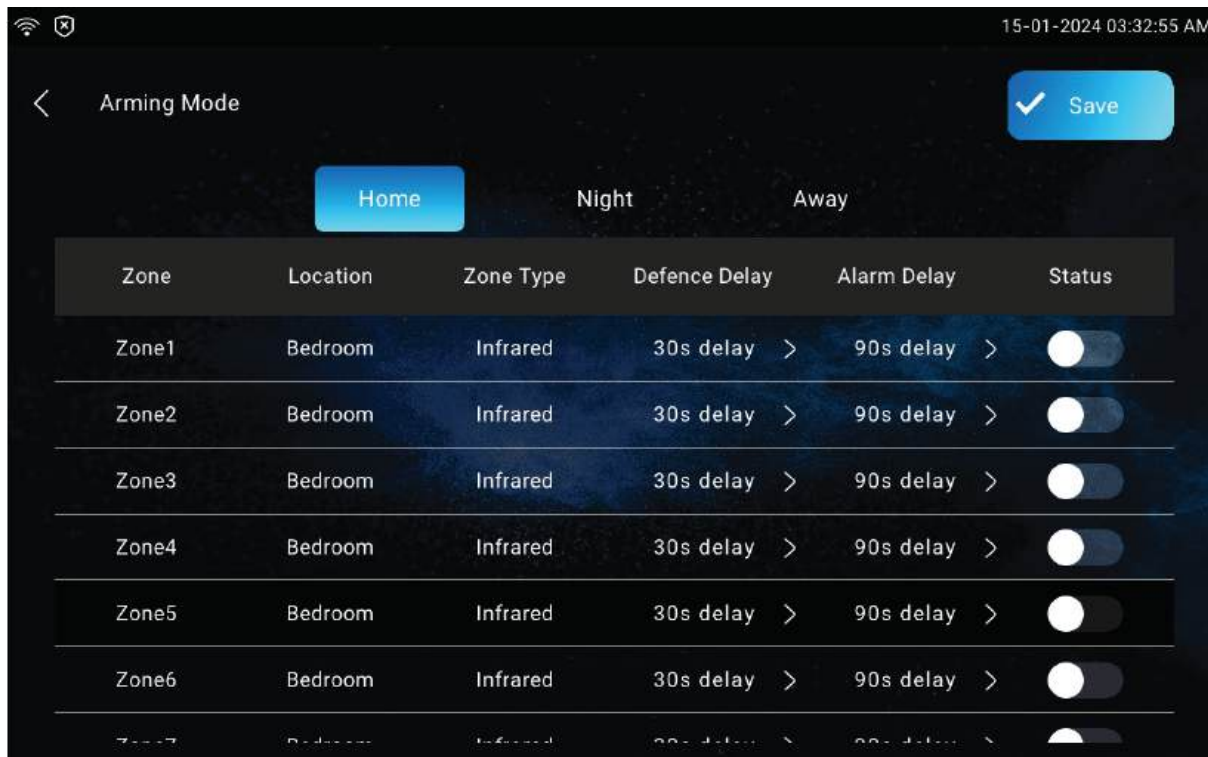 15-01-2024 03:32:55 AM
Arming Mode
Save
Home Night Away
Zone Location Zone Type Defence Delay Alarm Delay Status
Zone1 Bedroom Infrared 30s delay > 90s delay >
Zone2 Bedroom Infrared 30s delay > 90s delay >
Zone3 Bedroom Infrared 30s delay > 90s delay >
Zone4 Bedroom Infrared 30s delay > 90s delay >
Zone5 Bedroom Infrared 30s delay > 90s delay >
Zone6 Bedroom Infrared 30s delay > 90s delay >